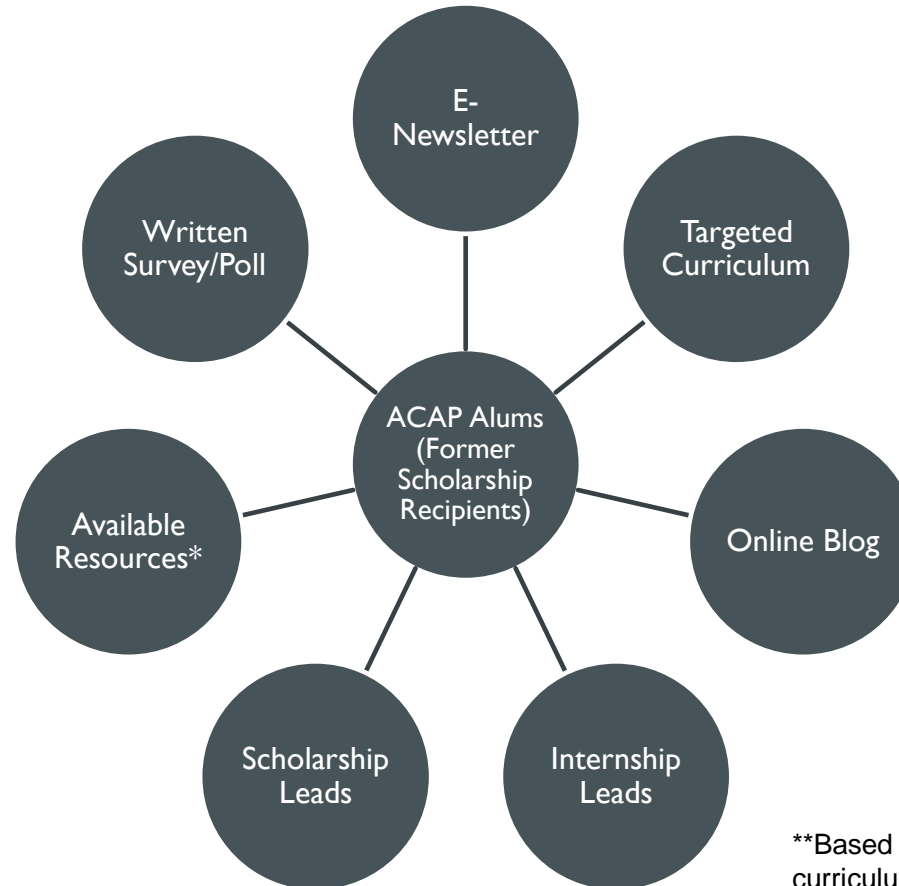 E-
Newsletter
Written
Survey/Poll
Targeted
Curriculum
ACAP Alums
(Former
Scholarship
Recipients)
Available
Resources*
Online Blog
Scholarship
Leads
Internship
Leads
**Based